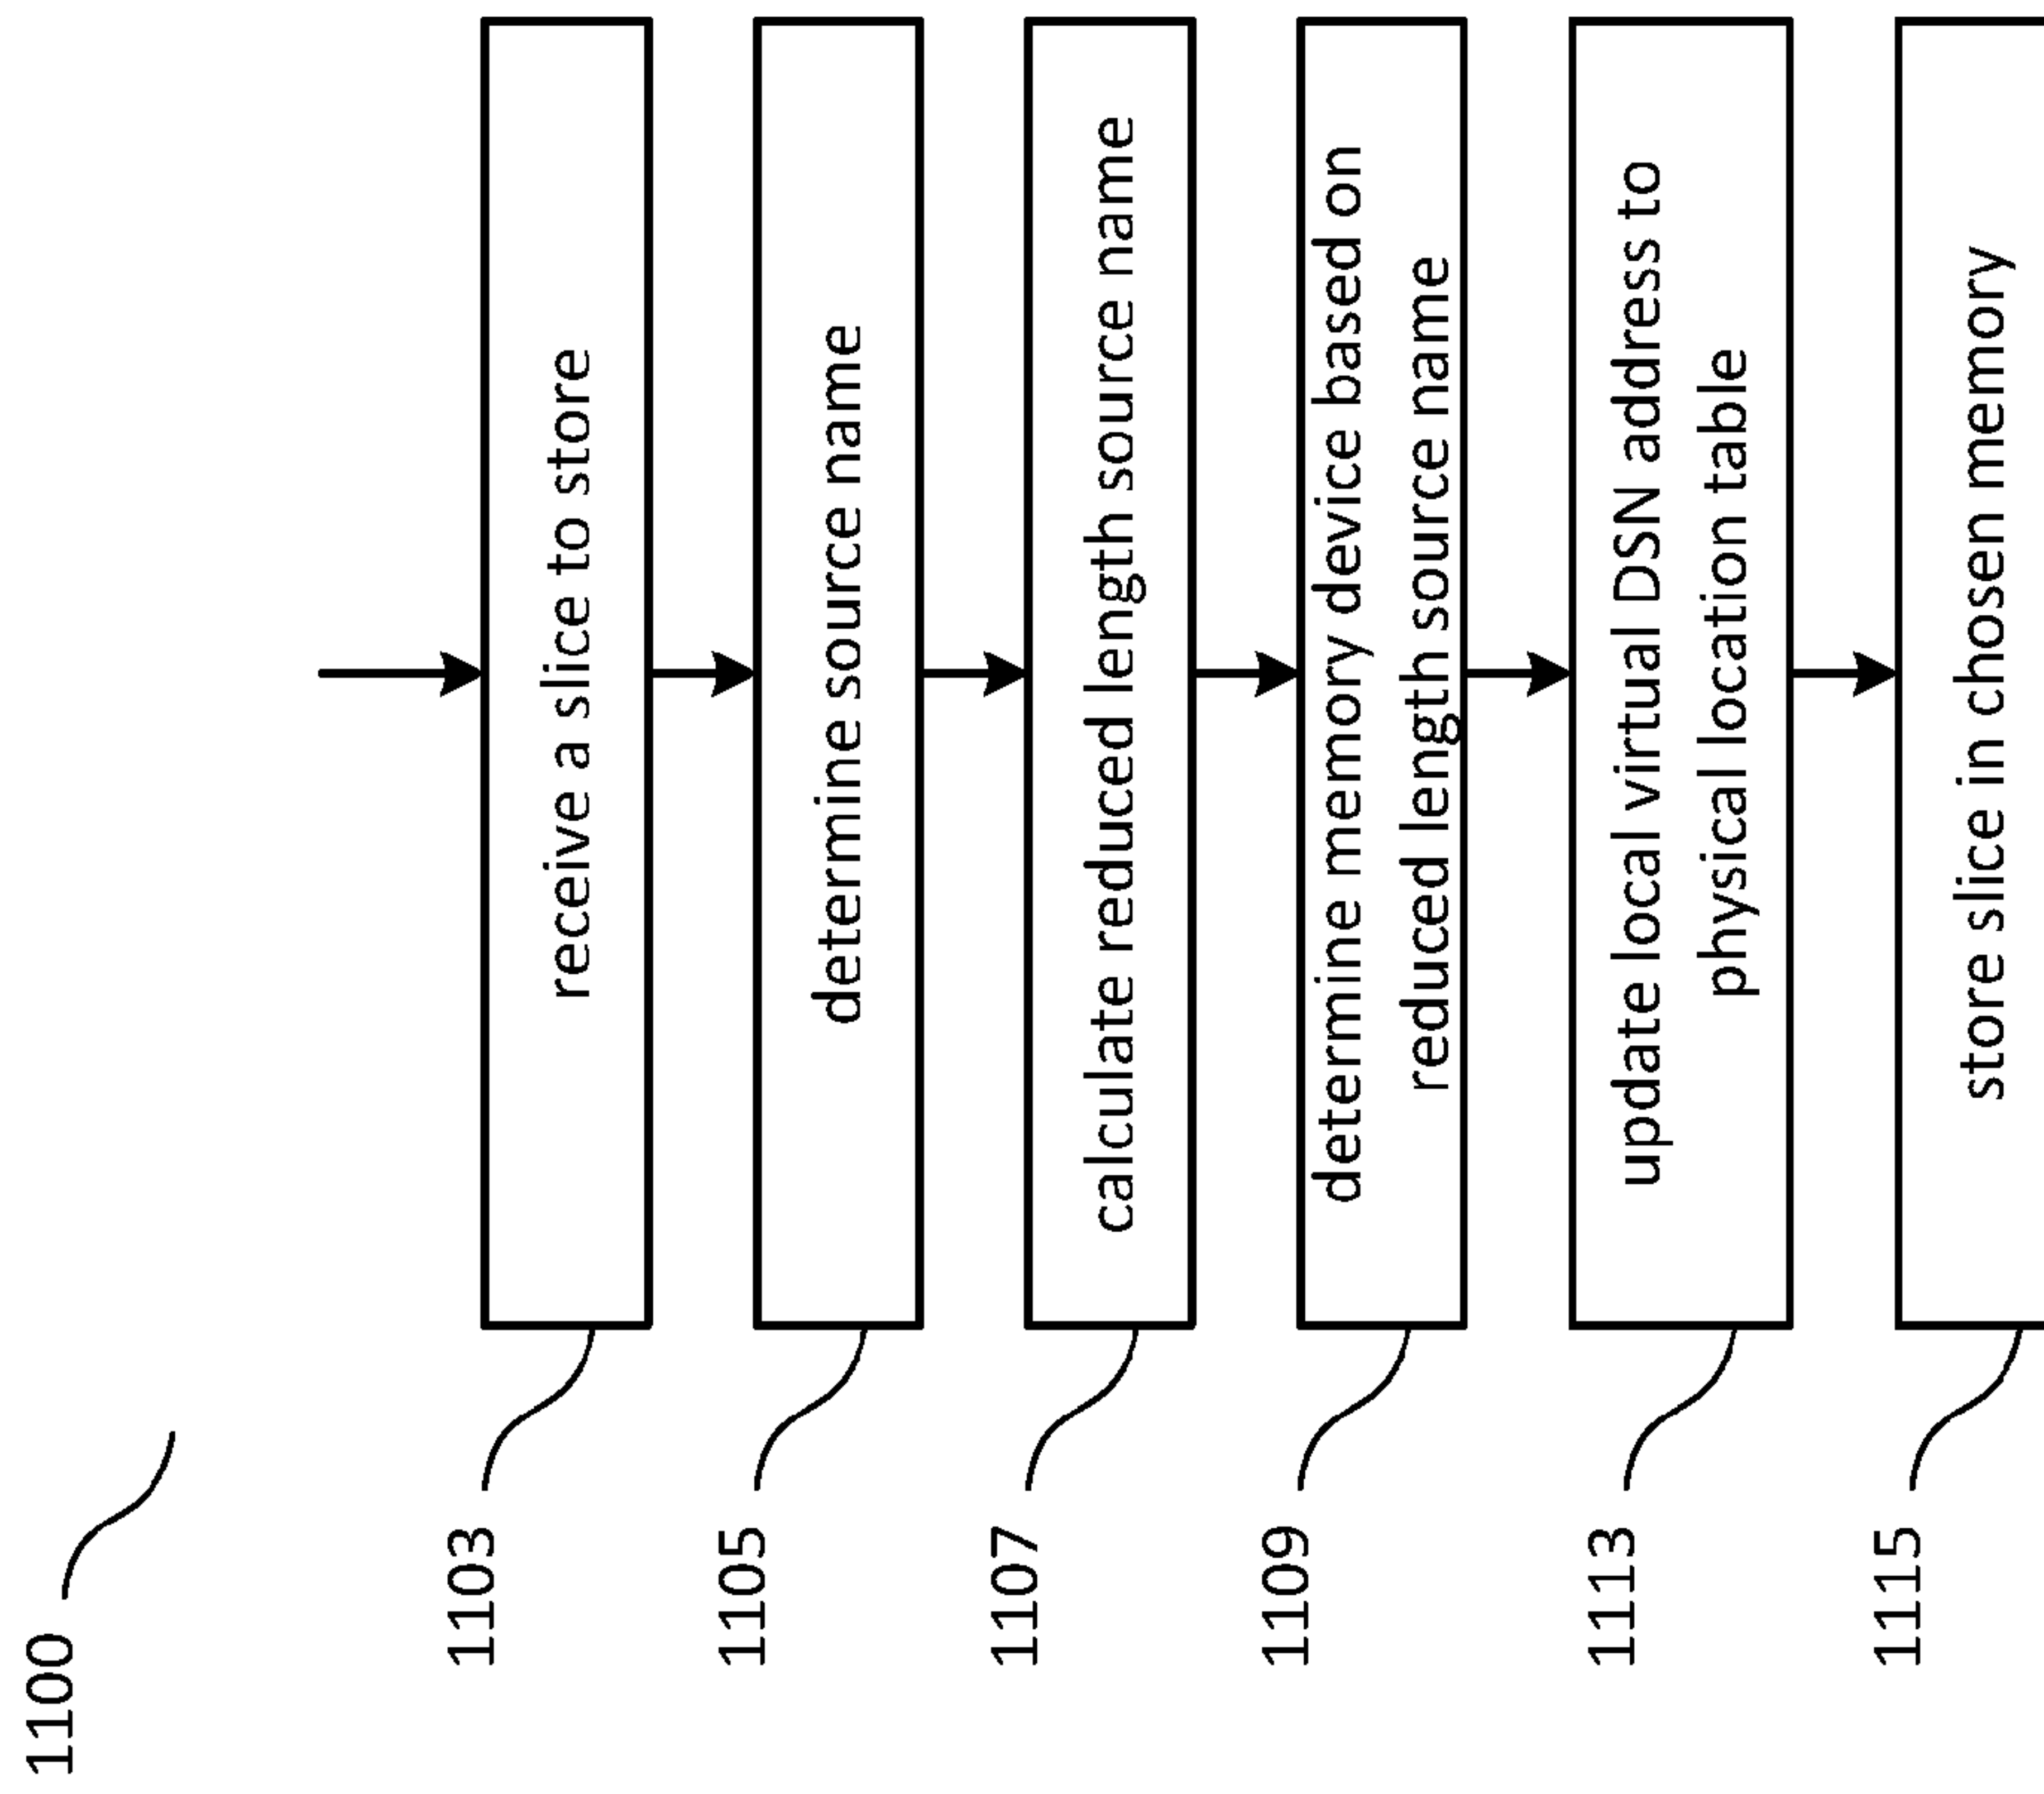 1100
1103
receive a slice to store
1105
determine source name
1107
calculate reduced length source name
1109
determine memory device based on
reduced length source name
1113
update local virtual DSN address to
physical location table
1115
store slice in chosen memory